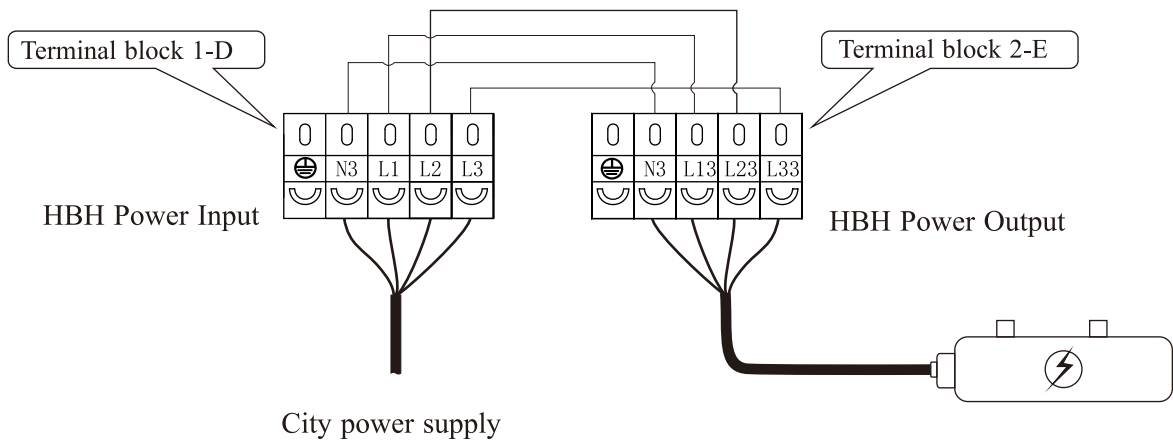 Terminal block 1-D
Terminal block 2-E
N3 L1 L2 L3
N3 L13 L23 L33
HBH Power Input
HBH Power Output
City power supply